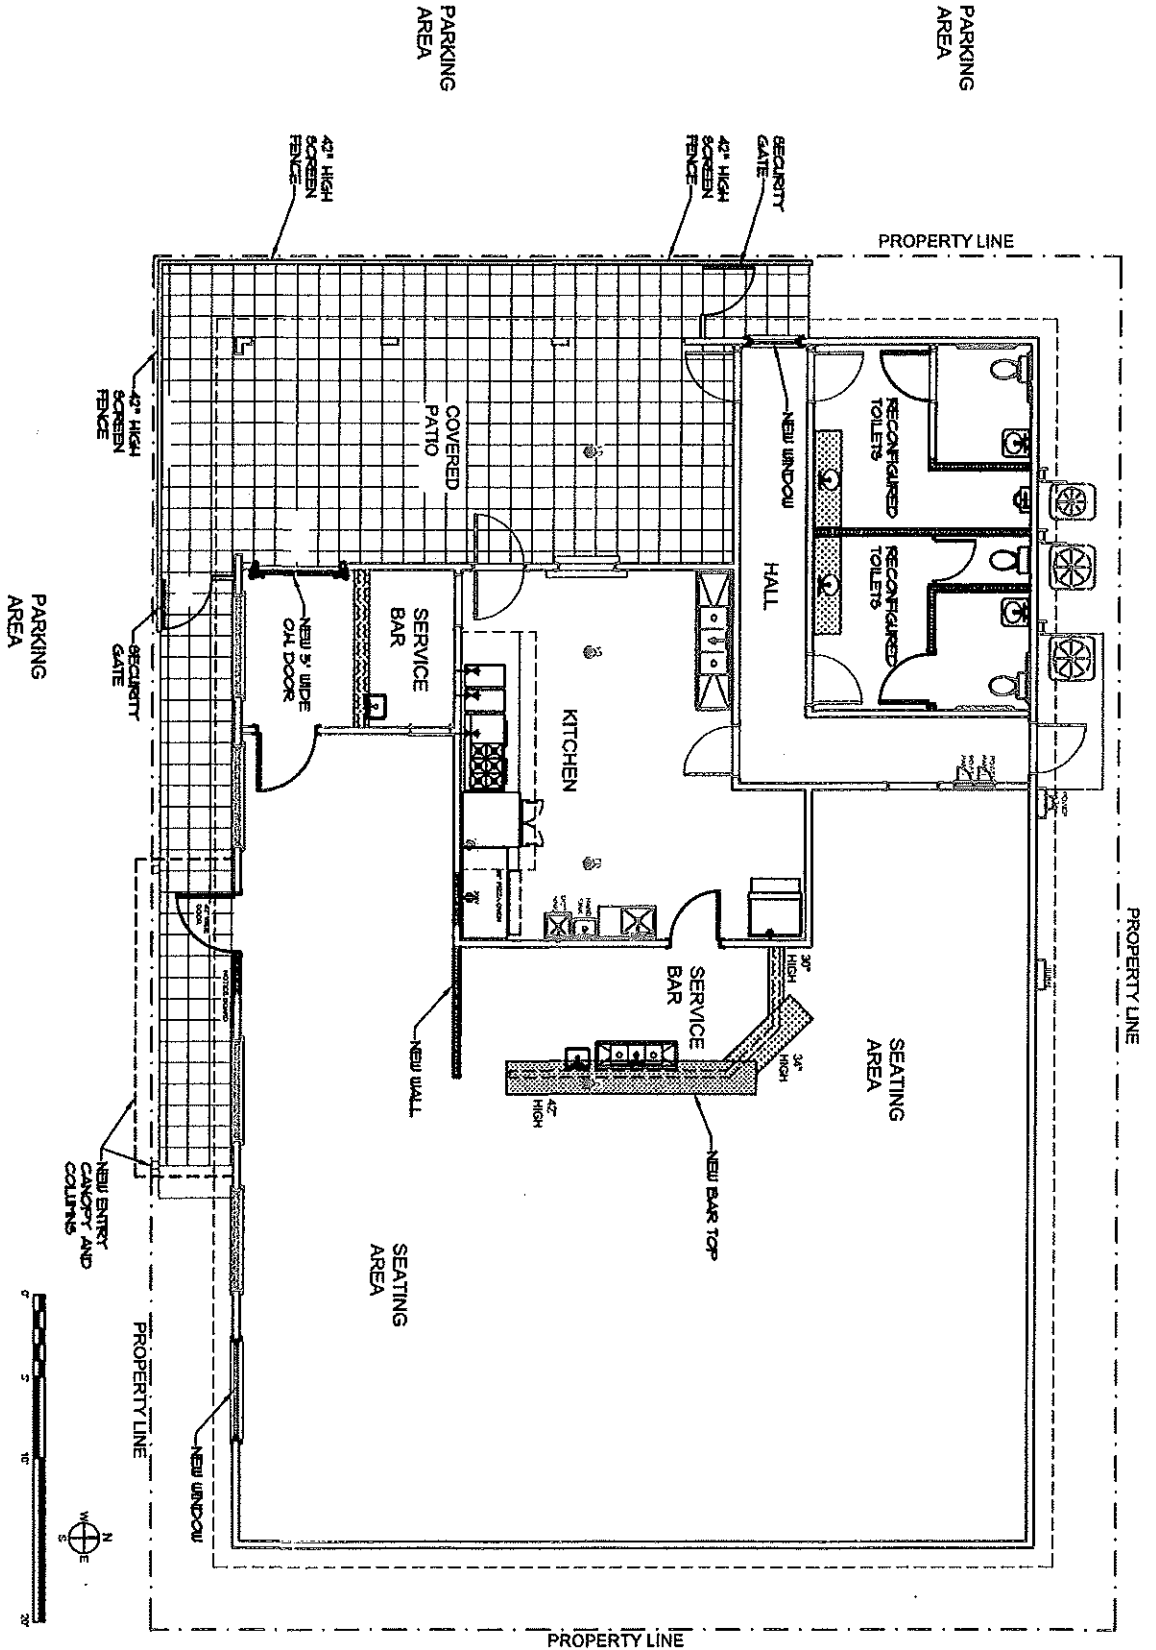 PARKING
AREA
PARKING
AREA
42" HIGH
SCREEN
FENCE
42" HIGH
SCREEN
FENCE
SECURITY
GATE
PROPERTY LINE
42" HIGH
SCREEN
FENCE
COVERED
PATIO
NEW WINDOW
RECONFIGURED
TOILETS
RECONFIGURED
TOILETS
HALL
SERVICE
BAR
NEW 5' WIDE
O.H. DOOR
SECURITY
GATE
PARKING
AREA
KITCHEN
SERVICE
BAR
30"
HIGH
34"
HIGH
42"
HIGH
NEW WALL
NEW BAR TOP
SEATING
AREA
PROPERTY LINE
NOTICE BOARD
NEW ENTRY
CANOPY AND
COLUMNS
SEATING
AREA
PROPERTY LINE
NEW WINDOW
0'
5'
10'
20'
N
W
E
S
PROPERTY LINE